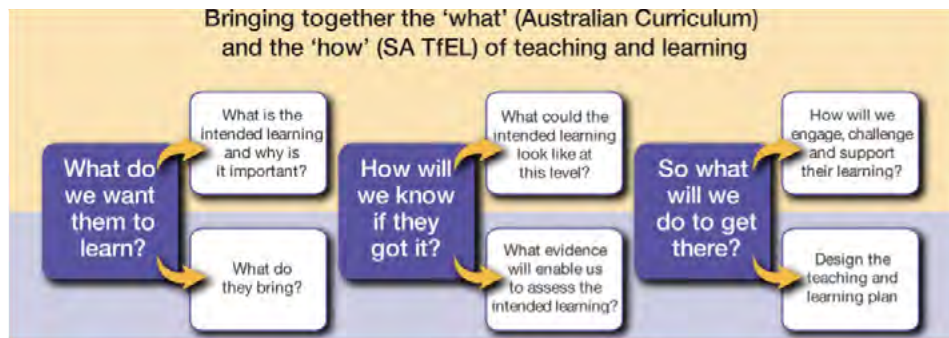 Bringing together the ‘what’ (Australian Curriculum)
and the ‘how’ (SA TfEL) of teaching and learning
What do
we want
them to
learn?
What is the
intended learning
and why is
it important?
What do
they bring?
How will
we know
if they
got it?
What could the
intended learning
look like at
this level?
What evidence
will enable us
to assess the
intended learning?
So what
will we
do to get
there?
How will we
engage, challenge
and support
their learning?
Design the
teaching and
learning plan